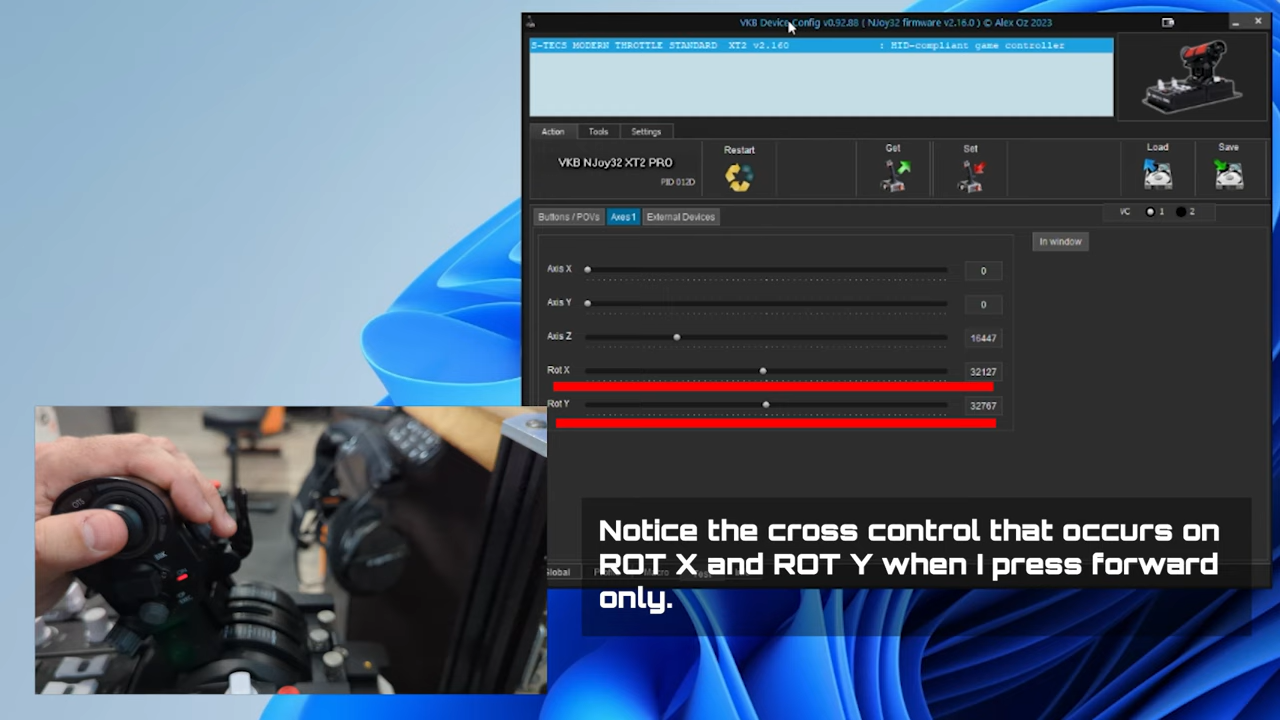 VKB Device Config v0.92.88 ( NJoy32 firmware v2.16.0 ) © Alex Oz 2023
S-TECS MODERN THROTTLE STANDARD XT2 v2.160 : HID-compliant game controller
Action Tools Settings
VKB NJoy32 XT2 PRO
PID 012D
Restart
Get
Set
Load
Save
Buttons / POVs Axes1 External Devices
VC 1 2
In window
Axis X 0
Axis Y 0
Axis Z 16447
Rot X 32127
Rot Y 32767
Global
Notice the cross control that occurs on
ROT X and ROT Y when I press forward
only.